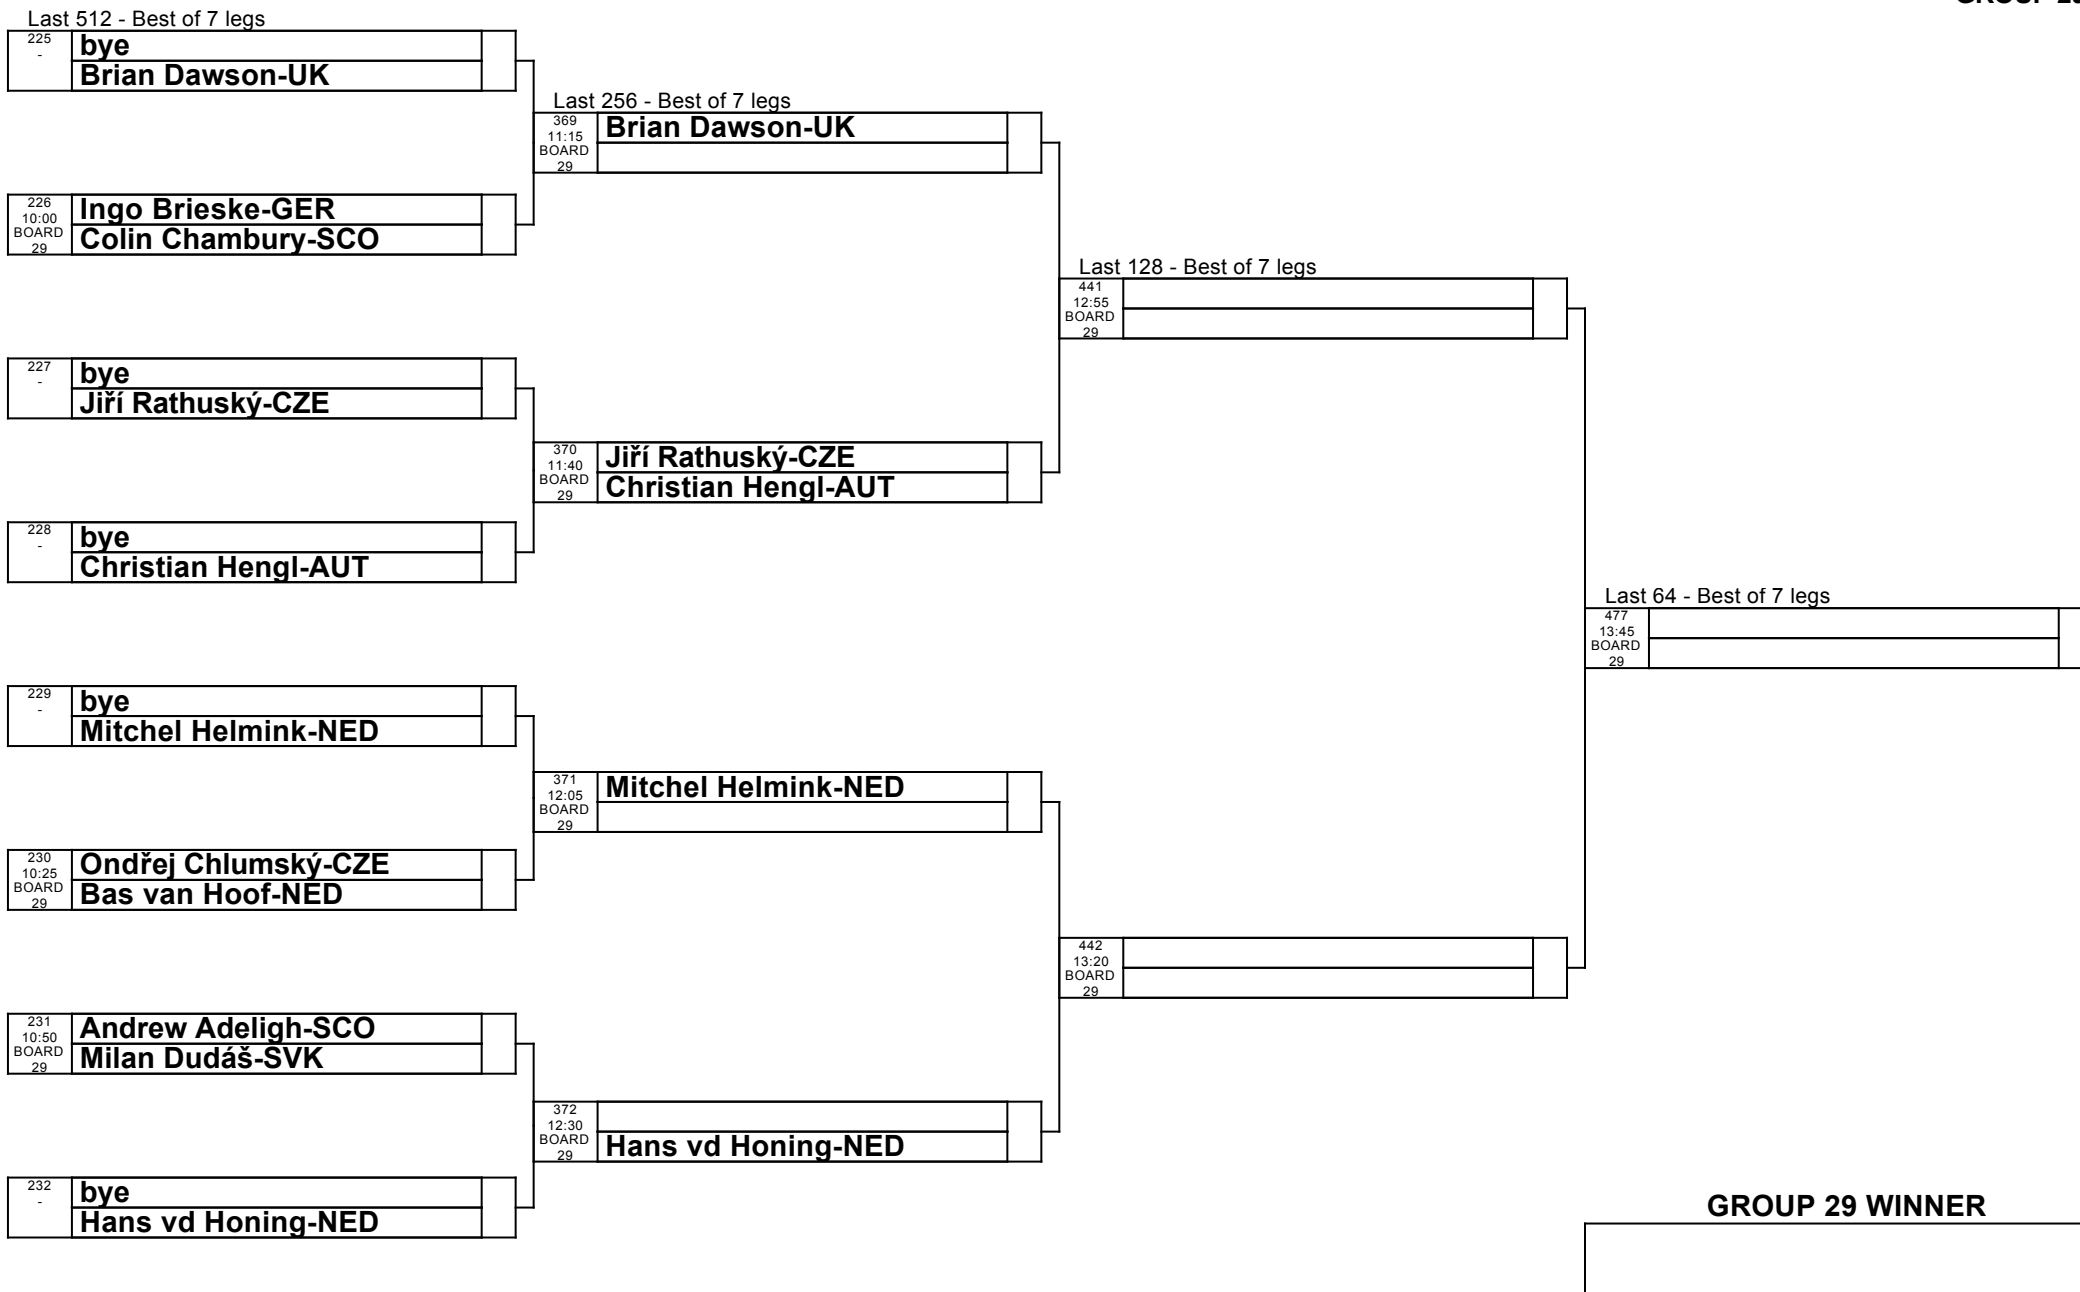 Last 512 - Best of 7 legs
225
-
bye
Brian Dawson-UK
Last 256 - Best of 7 legs
369
11:15
BOARD
29
Brian Dawson-UK
226
10:00
BOARD
29
Ingo Brieske-GER
Colin Chambury-SCO
Last 128 - Best of 7 legs
441
12:55
BOARD
29
227
-
bye
Jiří Rathuský-CZE
370
11:40
BOARD
29
Jiří Rathuský-CZE
Christian Hengl-AUT
228
-
bye
Christian Hengl-AUT
Last 64 - Best of 7 legs
477
13:45
BOARD
29
229
-
bye
Mitchel Helmink-NED
371
12:05
BOARD
29
Mitchel Helmink-NED
230
10:25
BOARD
29
Ondřej Chlumský-CZE
Bas van Hoof-NED
442
13:20
BOARD
29
231
10:50
BOARD
29
Andrew Adeligh-SCO
Milan Dudáš-SVK
372
12:30
BOARD
29
Hans vd Honing-NED
232
-
bye
Hans vd Honing-NED
GROUP 29 WINNER